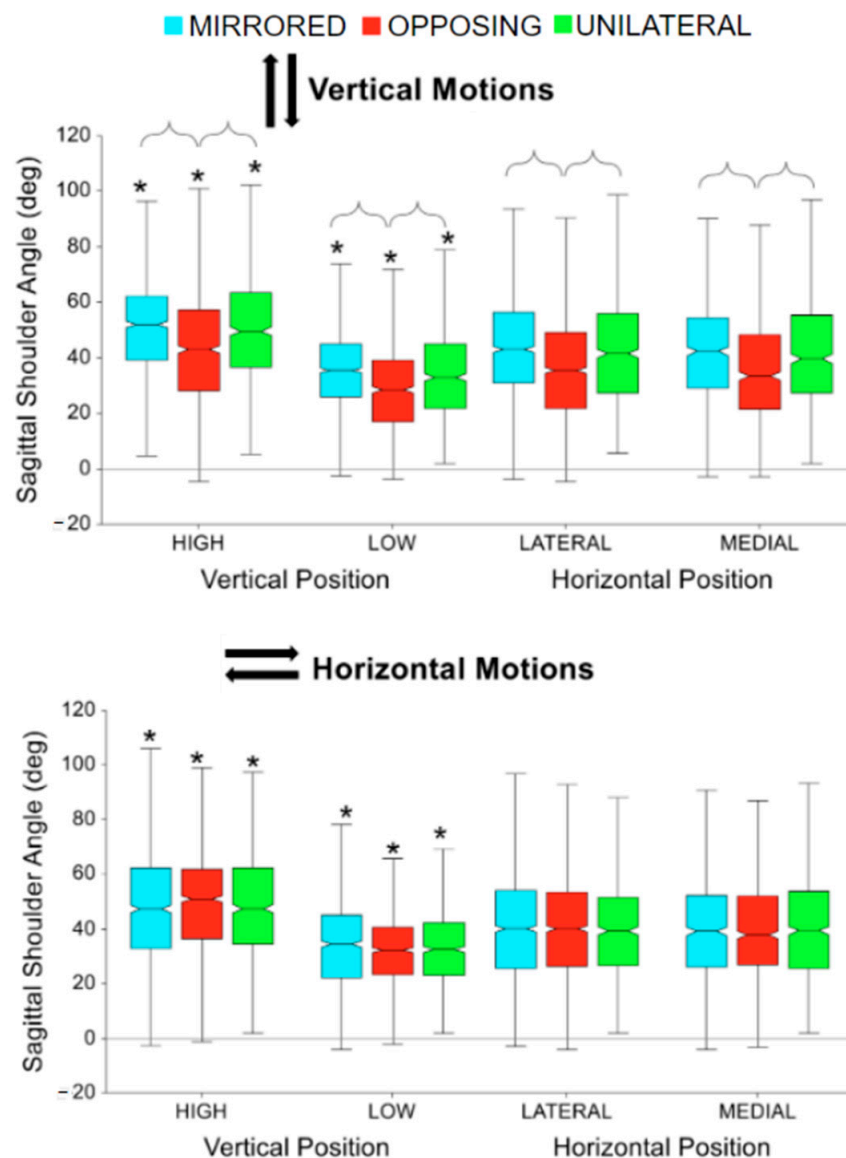 MIRRORED OPPOSING UNILATERAL
Vertical Motions
Sagittal Shoulder Angle (deg)
120
100
80
60
40
20
0
−20
* * * * * *
HIGH LOW LATERAL MEDIAL
Vertical Position Horizontal Position
Horizontal Motions
Sagittal Shoulder Angle (deg)
120
100
80
60
40
20
0
−20
* * * * * *
HIGH LOW LATERAL MEDIAL
Vertical Position Horizontal Position